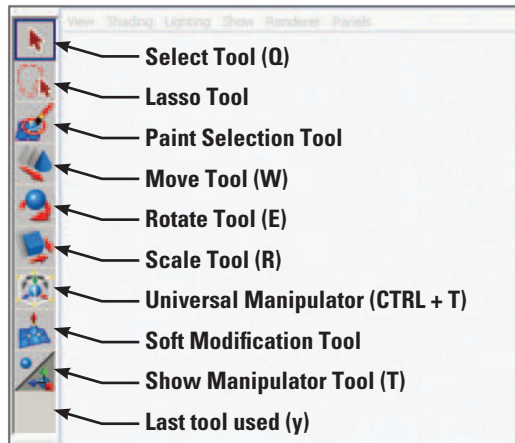 View Shading Lighting Show Renderer Panels
Select Tool (Q)
Lasso Tool
Paint Selection Tool
Move Tool (W)
Rotate Tool (E)
Scale Tool (R)
Universal Manipulator (CTRL + T)
Soft Modification Tool
Show Manipulator Tool (T)
Last tool used (y)